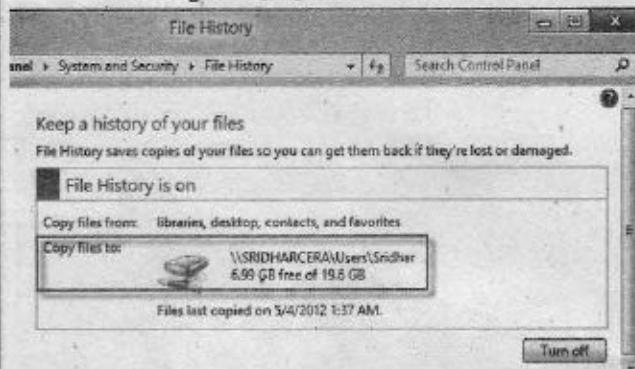 File History
anel ▸ System and Security ▸ File History Search Control Panel
Keep a history of your files
File History saves copies of your files so you can get them back if they're lost or damaged.
File History is on
Copy files from: libraries, desktop, contacts, and favorites
Copy files to: \\SRIDHARCERA\Users\Sridhar
6.99 GB free of 19.6 GB
Files last copied on 5/4/2012 1:37 AM.
Turn off